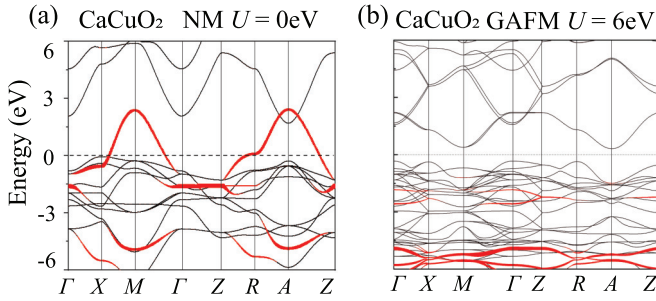 (a) CaCuO₂ NM U = 0eV
(b) CaCuO₂ GAFM U = 6eV
Energy (eV)
6
3
0
-3
-6
Γ X M Γ Z R A Z
Γ X M Γ Z R A Z